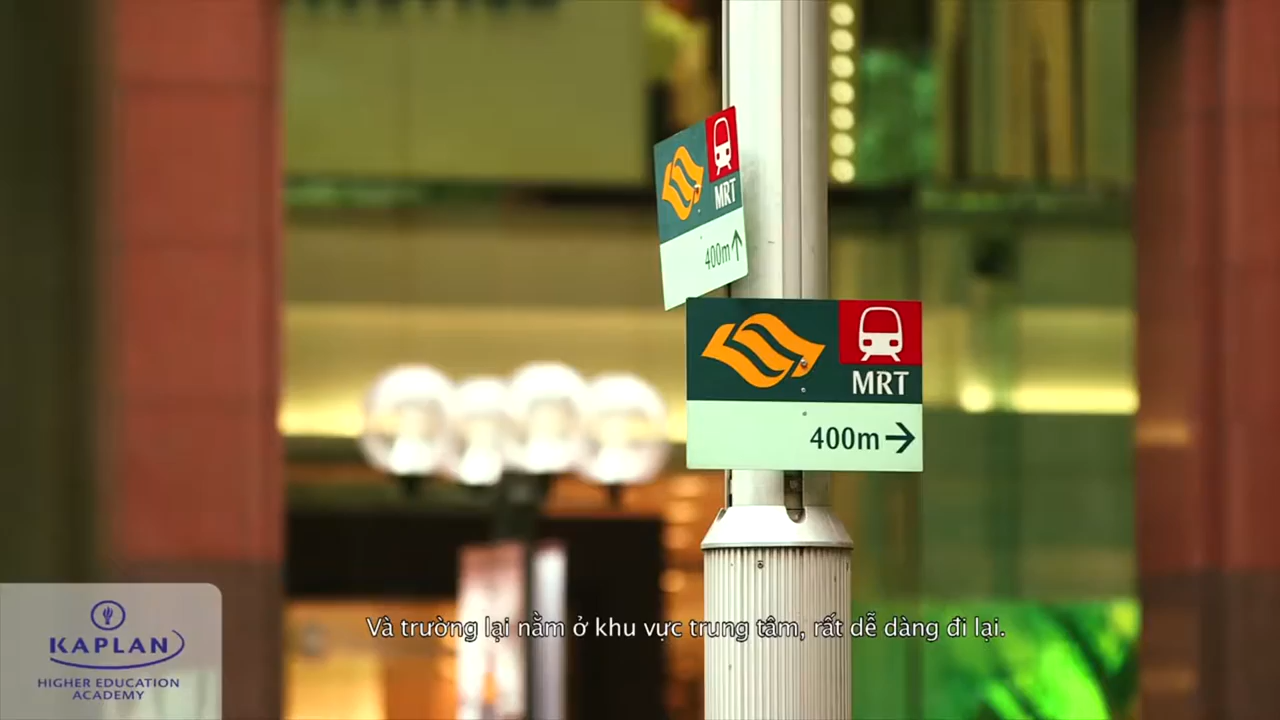 MRT
400m↑
MRT
400m→
Và trường lại nằm ở khu vực trung tâm, rất dễ dàng đi lại.
KAPLAN
HIGHER EDUCATION
ACADEMY